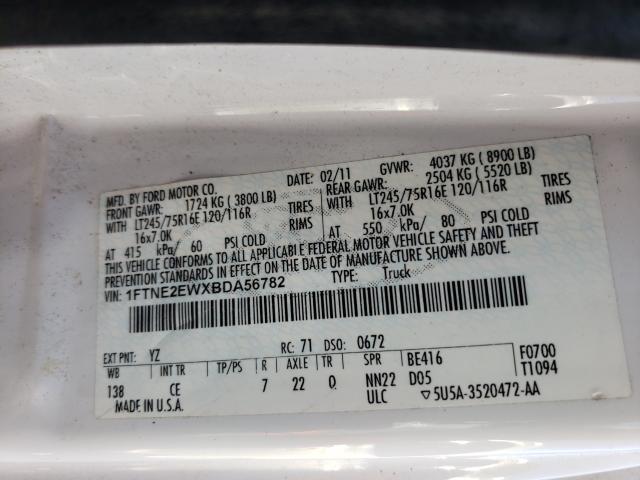 MFD. BY FORD MOTOR CO. DATE: 02/11 GVWR: 4037 KG ( 8900 LB)
FRONT GAWR: 1724 KG ( 3800 LB) REAR GAWR: 2504 KG ( 5520 LB)
WITH LT245/75R16E 120/116R TIRES WITH LT245/75R16E 120/116R TIRES
16x7.0K RIMS 16x7.0K RIMS
AT 415 kPa/ 60 PSI COLD AT 550 kPa/ 80 PSI COLD
THIS VEHICLE CONFORMS TO ALL APPLICABLE FEDERAL MOTOR VEHICLE SAFETY AND THEFT
PREVENTION STANDARDS IN EFFECT ON THE DATE OF MANUFACTURE SHOWN ABOVE.
VIN: 1FTNE2EWXBDA56782 TYPE: Truck
EXT PNT: YZ RC: 71 DSO: 0672
WB INT TR TP/PS R AXLE TR SPR BE416 F0700
138 CE 7 22 Q NN22 D05 T1094
MADE IN U.S.A. ULC ▽5U5A-3520472-AA